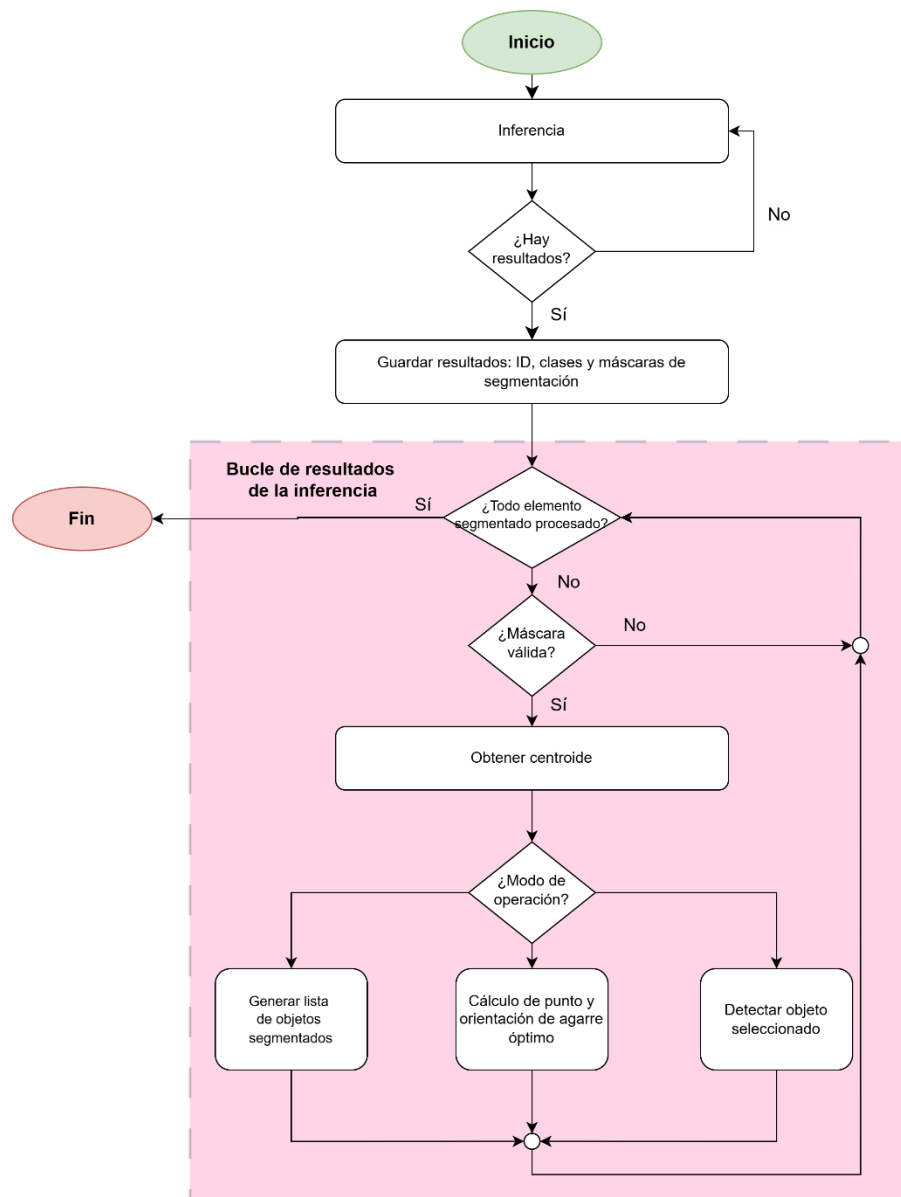 Inicio
Inferencia
No
¿Hay
resultados?
Sí
Guardar resultados: ID, clases y máscaras de
segmentación
Bucle de resultados
de la inferencia
Fin
Sí
¿Todo elemento
segmentado procesado?
No
¿Máscara
válida?
No
Sí
Obtener centroide
¿Modo de
operación?
Generar lista
de objetos
segmentados
Cálculo de punto y
orientación de agarre
óptimo
Detectar objeto
seleccionado